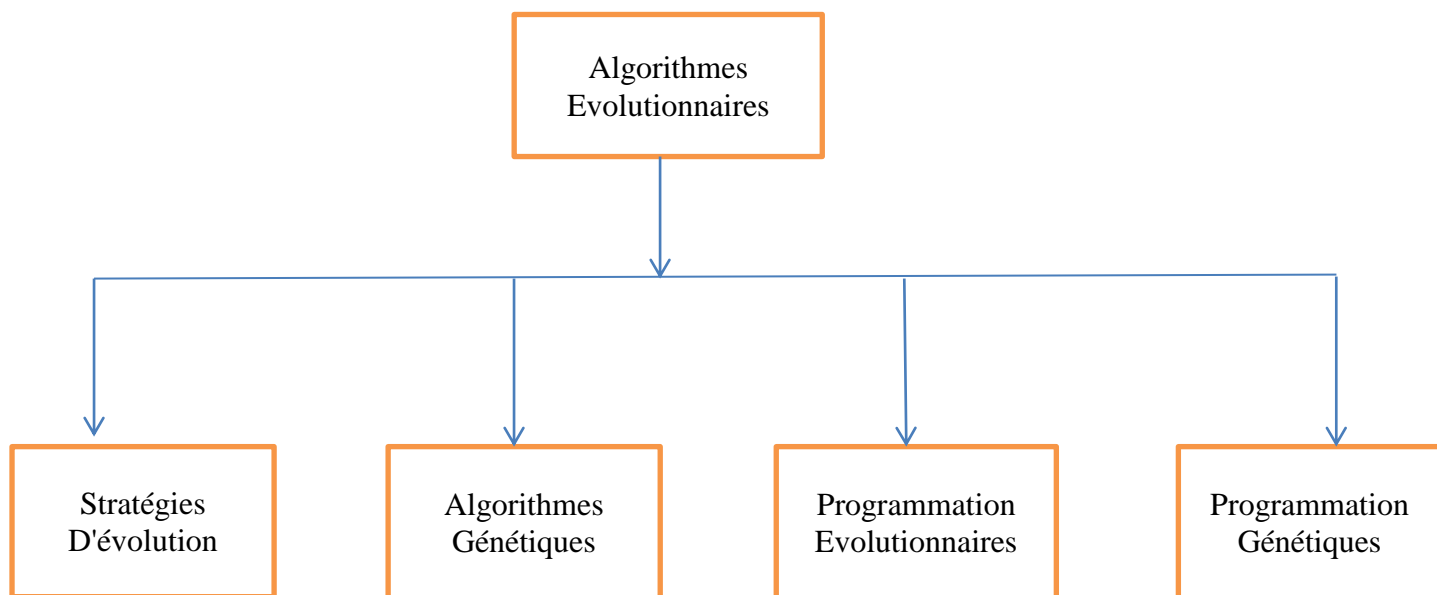 Algorithmes
Evolutionnaires
Stratégies
D'évolution
Algorithmes
Génétiques
Programmation
Evolutionnaires
Programmation
Génétiques